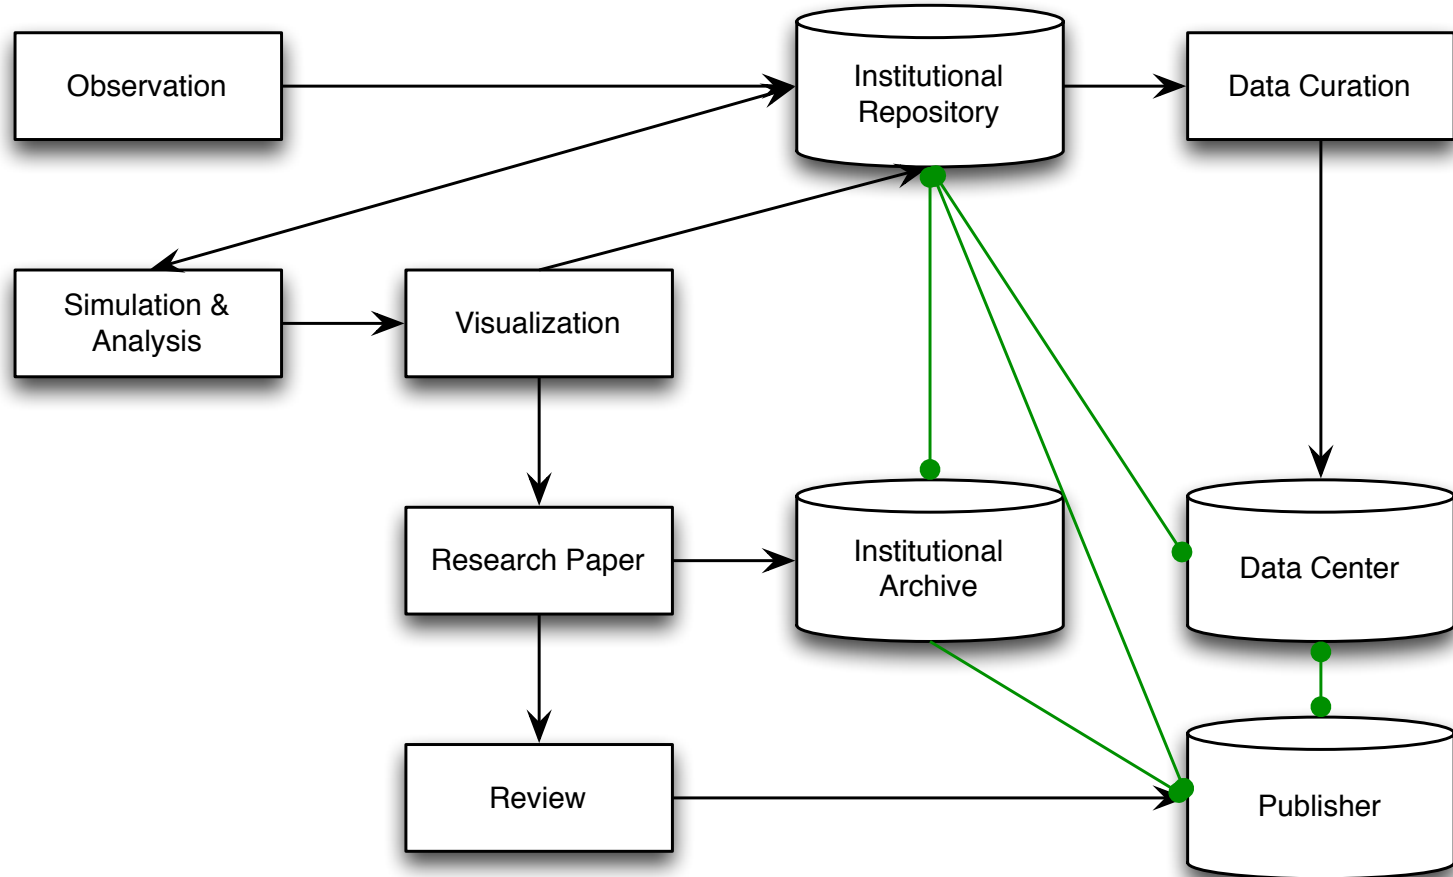 Observation
Institutional
Repository
Data Curation
Simulation &
Analysis
Visualization
Research Paper
Institutional
Archive
Data Center
Review
Publisher